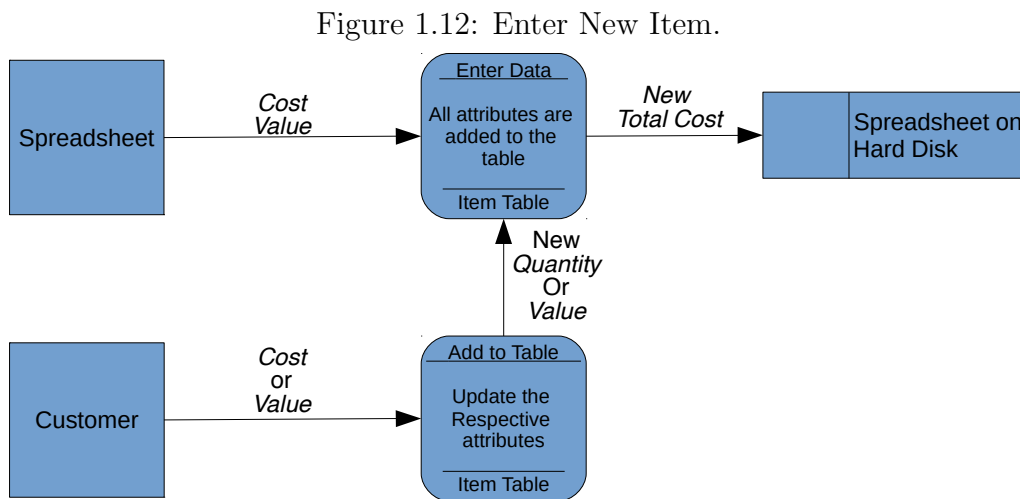 Figure 1.12: Enter New Item.
Spreadsheet
Cost
Value
Enter Data
All attributes are
added to the
table
Item Table
New
Total Cost
Spreadsheet on
Hard Disk
New
Quantity
Or
Value
Customer
Cost
or
Value
Add to Table
Update the
Respective
attributes
Item Table